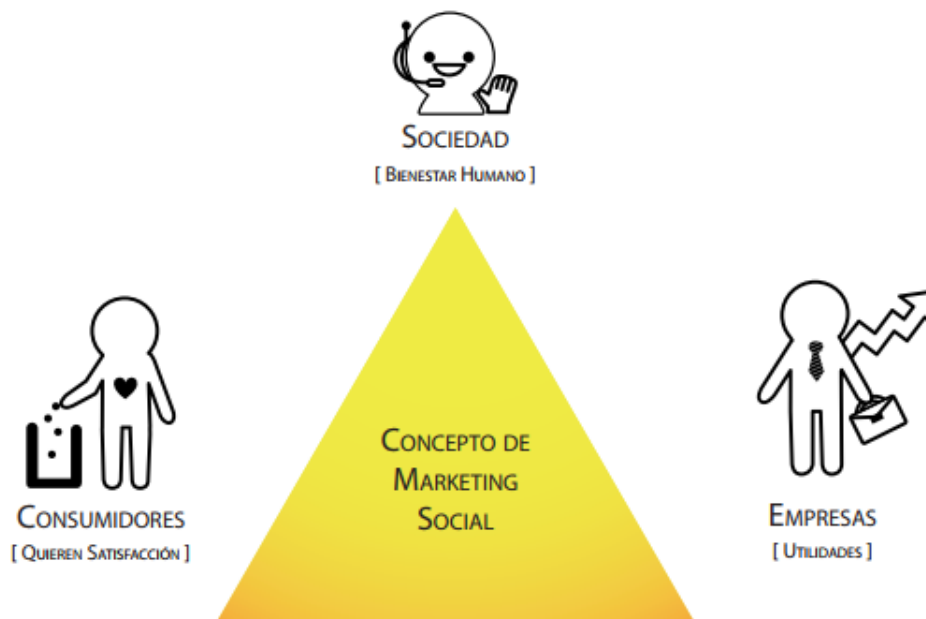 SOCIEDAD
[ BIENESTAR HUMANO ]
CONCEPTO DE
MARKETING
SOCIAL
CONSUMIDORES
[ QUIEREN SATISFACCIÓN ]
EMPRESAS
[ UTILIDADES ]